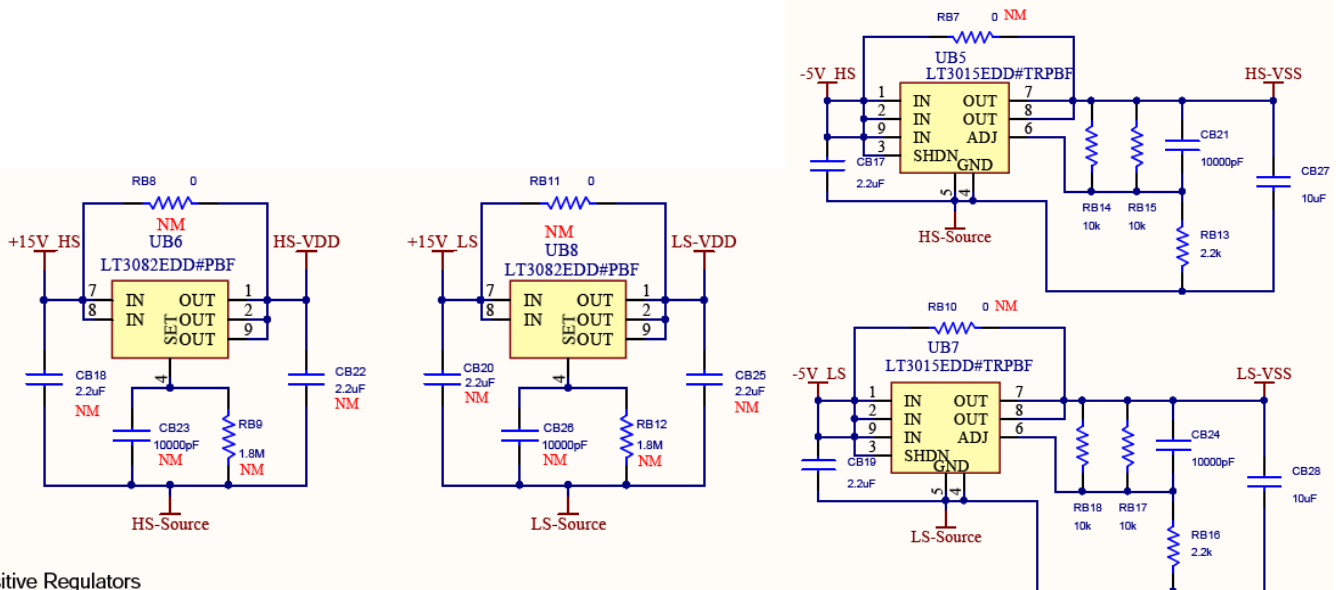 RB7 0 NM
UB5
LT3015EDD#TRPBF
-5V_HS
HS-VSS
1 IN OUT 7
2 IN OUT 8
9 IN ADJ 6
3 SHDN
GND
5 4
CB17
2.2uF
HS-Source
RB14
10k
RB15
10k
CB21
10000pF
RB13
2.2k
CB27
10uF
RB8 0
NM
UB6
LT3082EDD#PBF
+15V_HS
HS-VDD
7 IN OUT 1
8 IN OUT 2
SET OUT 9
4
CB18
2.2uF
NM
CB22
2.2uF
NM
CB23
10000pF
NM
RB9
1.8M
NM
HS-Source
RB11 0
NM
UB8
LT3082EDD#PBF
+15V_LS
LS-VDD
7 IN OUT 1
8 IN OUT 2
SET OUT 9
4
CB20
2.2uF
NM
CB25
2.2uF
NM
CB26
10000pF
NM
RB12
1.8M
NM
LS-Source
RB10 0 NM
UB7
LT3015EDD#TRPBF
-5V_LS
LS-VSS
1 IN OUT 7
2 IN OUT 8
9 IN ADJ 6
3 SHDN
GND
5 4
CB19
2.2uF
LS-Source
RB18
10k
RB17
10k
CB24
10000pF
RB16
2.2k
CB28
10uF
sitive Regulators